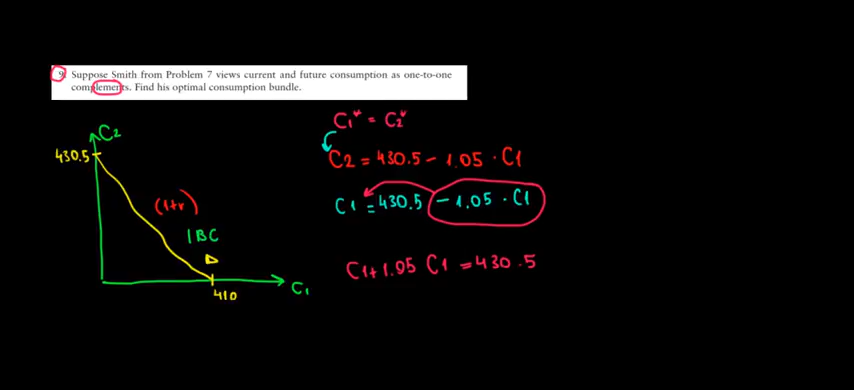 9. Suppose Smith from Problem 7 views current and future consumption as one-to-one
complements. Find his optimal consumption bundle.
C1* = C2*
C2
430.5
C2 = 430.5 - 1.05 · C1
(1+r)
C1 = 430.5 - 1.05 · C1
IBC
C1 + 1.05 C1 = 430.5
410
C1